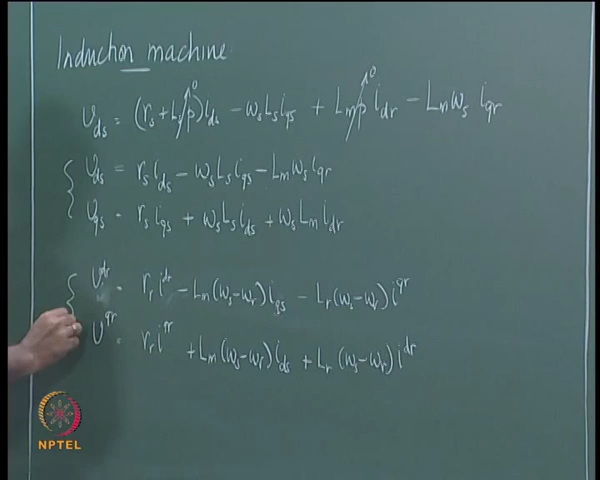 Induction machine
v_ds = (r_s + L_s p)i_ds − ω_s L_s i_qs + L_m p i_dr − L_m ω_s i_qr
0 0
v_ds = r_s i_ds − ω_s L_s i_qs − L_m ω_s i_qr
v_qs = r_s i_qs + ω_s L_s i_ds + ω_s L_m i_dr
v^dr = r_r i^dr − L_m(ω_s−ω_r)i_qs − L_r(ω_s−ω_r)i^qr
v^qr = r_r i^qr + L_m(ω_s−ω_r)i_ds + L_r(ω_s−ω_r)i^dr
NPTEL